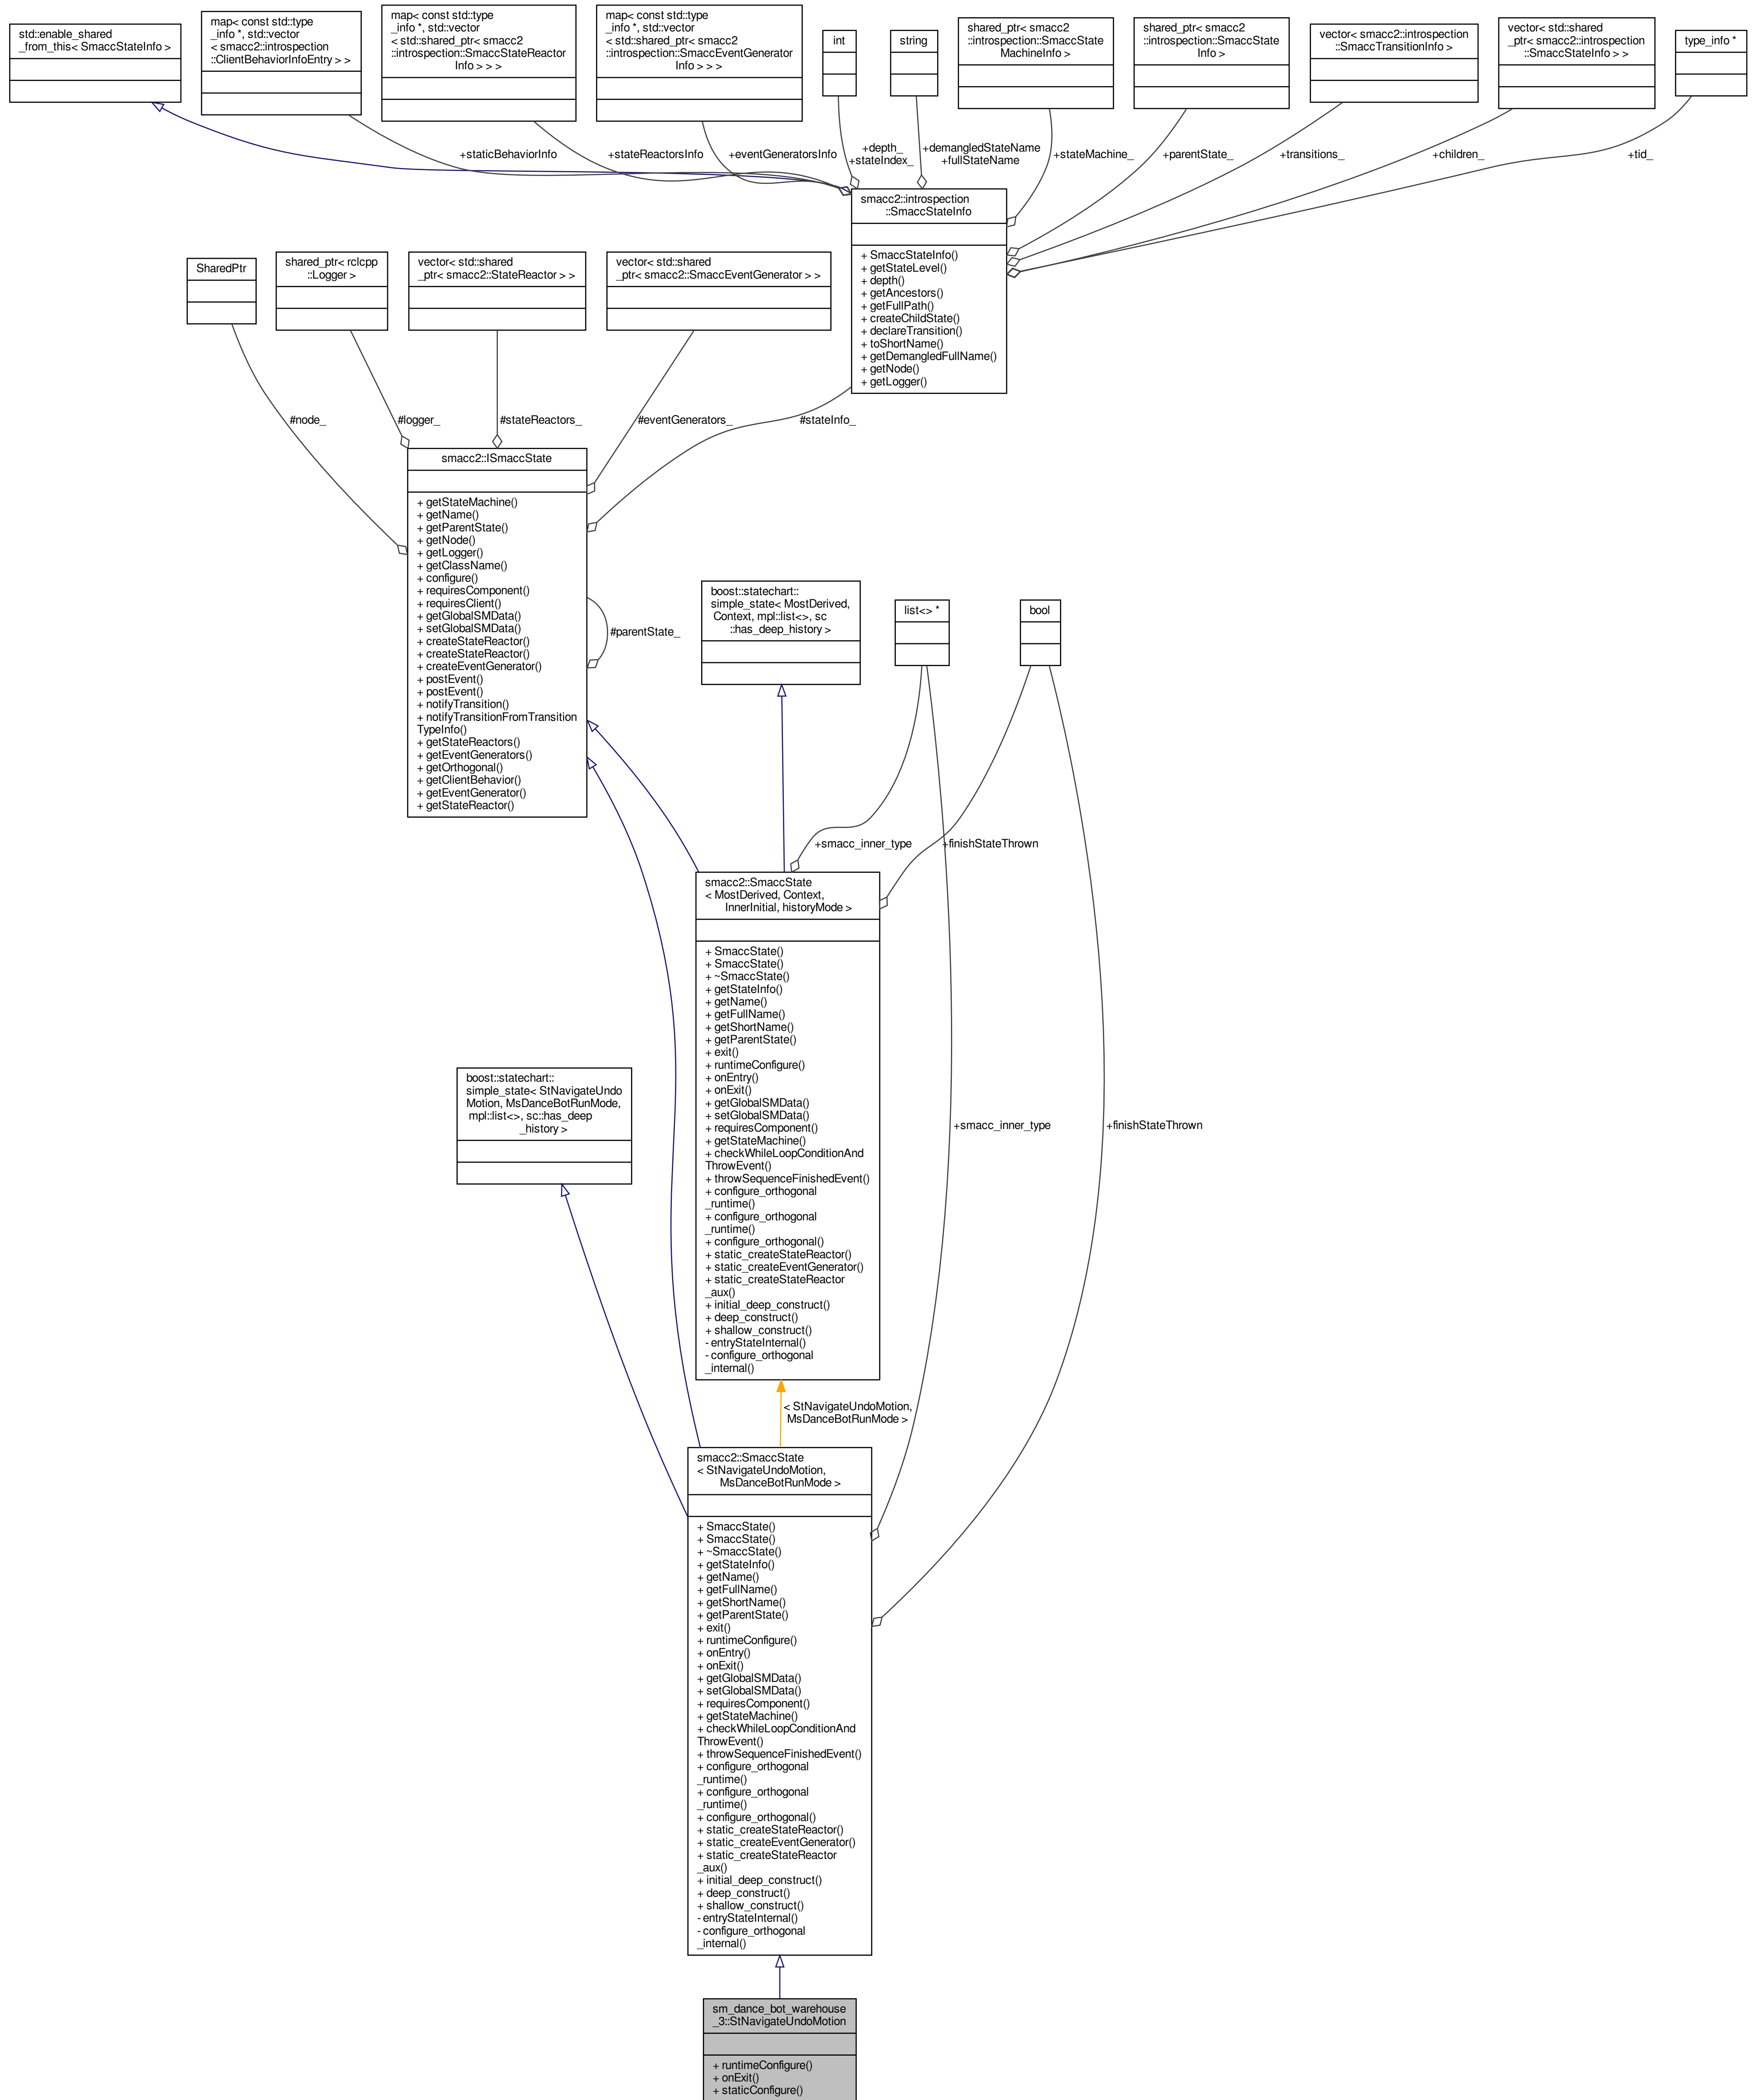 std::enable_shared
_from_this< SmaccStateInfo >
map< const std::type
_info *, std::vector
< smacc2::introspection
::ClientBehaviorInfoEntry > >
map< const std::type
_info *, std::vector
< std::shared_ptr< smacc2
::introspection::SmaccStateReactor
Info > > >
map< const std::type
_info *, std::vector
< std::shared_ptr< smacc2
::introspection::SmaccEventGenerator
Info > > >
int
string
shared_ptr< smacc2
::introspection::SmaccState
MachineInfo >
shared_ptr< smacc2
::introspection::SmaccState
Info >
vector< smacc2::introspection
::SmaccTransitionInfo >
vector< std::shared
_ptr< smacc2::introspection
::SmaccStateInfo > >
type_info *
+staticBehaviorInfo
+stateReactorsInfo
+eventGeneratorsInfo
+depth_
+stateIndex_
+demangledStateName
+fullStateName
+stateMachine_
+parentState_
+transitions_
+children_
+tid_
smacc2::introspection
::SmaccStateInfo
+ SmaccStateInfo()
+ getStateLevel()
+ depth()
+ getAncestors()
+ getFullPath()
+ createChildState()
+ declareTransition()
+ toShortName()
+ getDemangledFullName()
+ getNode()
+ getLogger()
SharedPtr
shared_ptr< rclcpp
::Logger >
vector< std::shared
_ptr< smacc2::StateReactor > >
vector< std::shared
_ptr< smacc2::SmaccEventGenerator > >
#node_
#logger_
#stateReactors_
#eventGenerators_
#stateInfo_
smacc2::ISmaccState
+ getStateMachine()
+ getName()
+ getParentState()
+ getNode()
+ getLogger()
+ getClassName()
+ configure()
+ requiresComponent()
+ requiresClient()
+ getGlobalSMData()
+ setGlobalSMData()
+ createStateReactor()
+ createStateReactor()
+ createEventGenerator()
+ postEvent()
+ postEvent()
+ notifyTransition()
+ notifyTransitionFromTransition
TypeInfo()
+ getStateReactors()
+ getEventGenerators()
+ getOrthogonal()
+ getClientBehavior()
+ getEventGenerator()
+ getStateReactor()
#parentState_
boost::statechart::
simple_state< MostDerived,
Context, mpl::list<>, sc
::has_deep_history >
list<> *
bool
+smacc_inner_type
+finishStateThrown
smacc2::SmaccState
< MostDerived, Context,
InnerInitial, historyMode >
+ SmaccState()
+ SmaccState()
+ ~SmaccState()
+ getStateInfo()
+ getName()
+ getFullName()
+ getShortName()
+ getParentState()
+ exit()
+ runtimeConfigure()
+ onEntry()
+ onExit()
+ getGlobalSMData()
+ setGlobalSMData()
+ requiresComponent()
+ getStateMachine()
+ checkWhileLoopConditionAnd
ThrowEvent()
+ throwSequenceFinishedEvent()
+ configure_orthogonal
_runtime()
+ configure_orthogonal
_runtime()
+ configure_orthogonal()
+ static_createStateReactor()
+ static_createEventGenerator()
+ static_createStateReactor
_aux()
+ initial_deep_construct()
+ deep_construct()
+ shallow_construct()
- entryStateInternal()
- configure_orthogonal
_internal()
boost::statechart::
simple_state< StNavigateUndo
Motion, MsDanceBotRunMode,
mpl::list<>, sc::has_deep
_history >
+smacc_inner_type
+finishStateThrown
< StNavigateUndoMotion,
MsDanceBotRunMode >
smacc2::SmaccState
< StNavigateUndoMotion,
MsDanceBotRunMode >
+ SmaccState()
+ SmaccState()
+ ~SmaccState()
+ getStateInfo()
+ getName()
+ getFullName()
+ getShortName()
+ getParentState()
+ exit()
+ runtimeConfigure()
+ onEntry()
+ onExit()
+ getGlobalSMData()
+ setGlobalSMData()
+ requiresComponent()
+ getStateMachine()
+ checkWhileLoopConditionAnd
ThrowEvent()
+ throwSequenceFinishedEvent()
+ configure_orthogonal
_runtime()
+ configure_orthogonal
_runtime()
+ configure_orthogonal()
+ static_createStateReactor()
+ static_createEventGenerator()
+ static_createStateReactor
_aux()
+ initial_deep_construct()
+ deep_construct()
+ shallow_construct()
- entryStateInternal()
- configure_orthogonal
_internal()
sm_dance_bot_warehouse
_3::StNavigateUndoMotion
+ runtimeConfigure()
+ onExit()
+ staticConfigure()